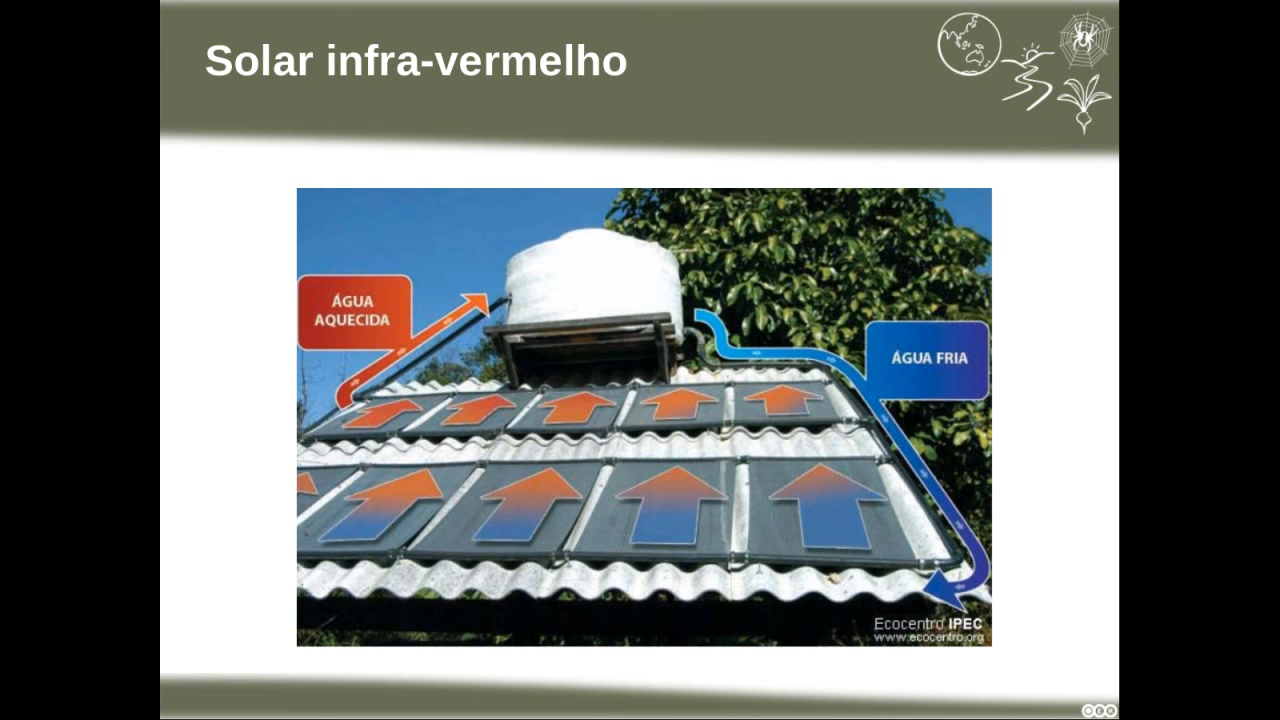 Solar infra-vermelho
ÁGUA
AQUECIDA
ÁGUA FRIA
Ecocentro IPEC
www.ecocentro.org